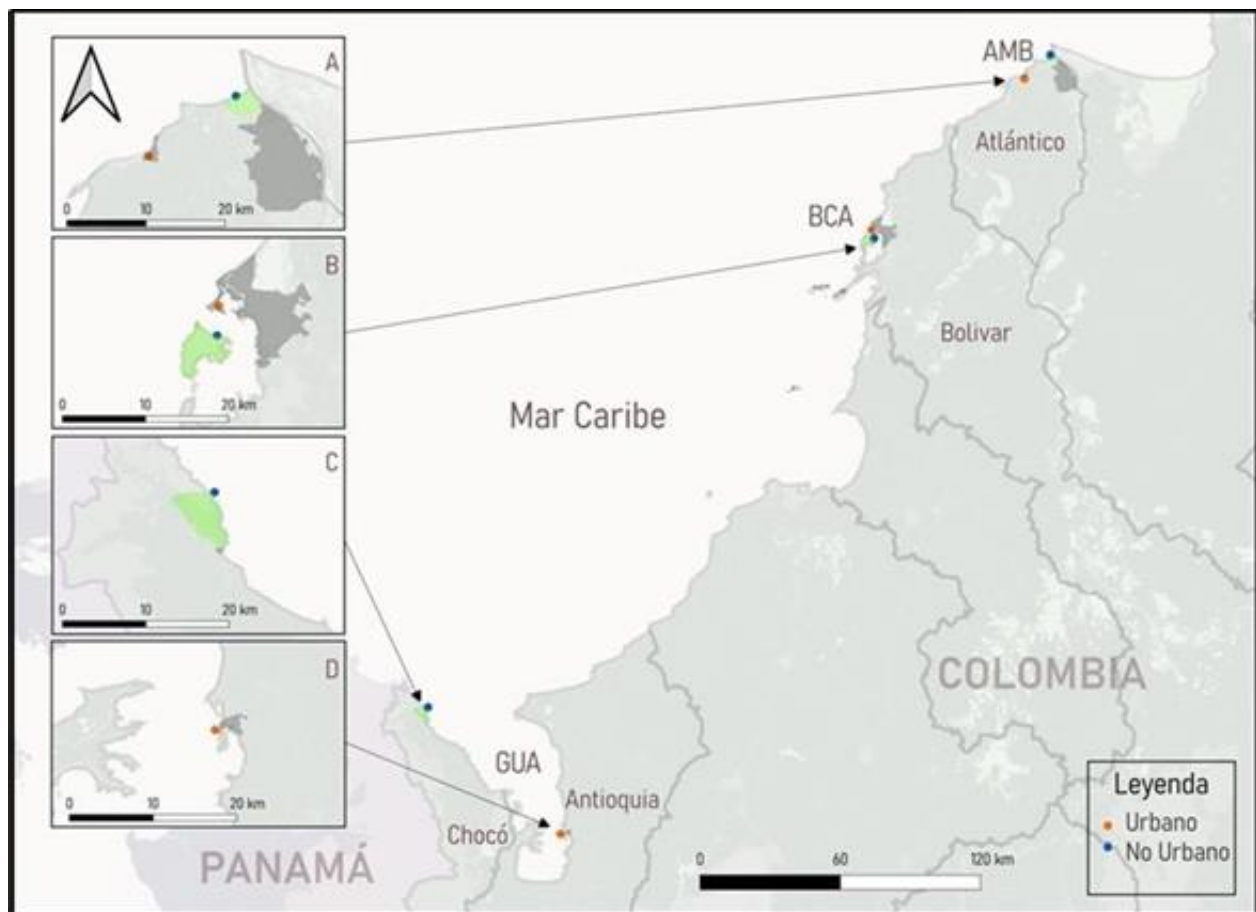 A
0 10 20 km
B
0 10 20 km
C
0 10 20 km
D
0 10 20 km
AMB
Atlántico
BCA
Bolivar
Mar Caribe
COLOMBIA
GUA
Antioquia
Chocó
PANAMÁ
0 60 120 km
Leyenda
Urbano
No Urbano